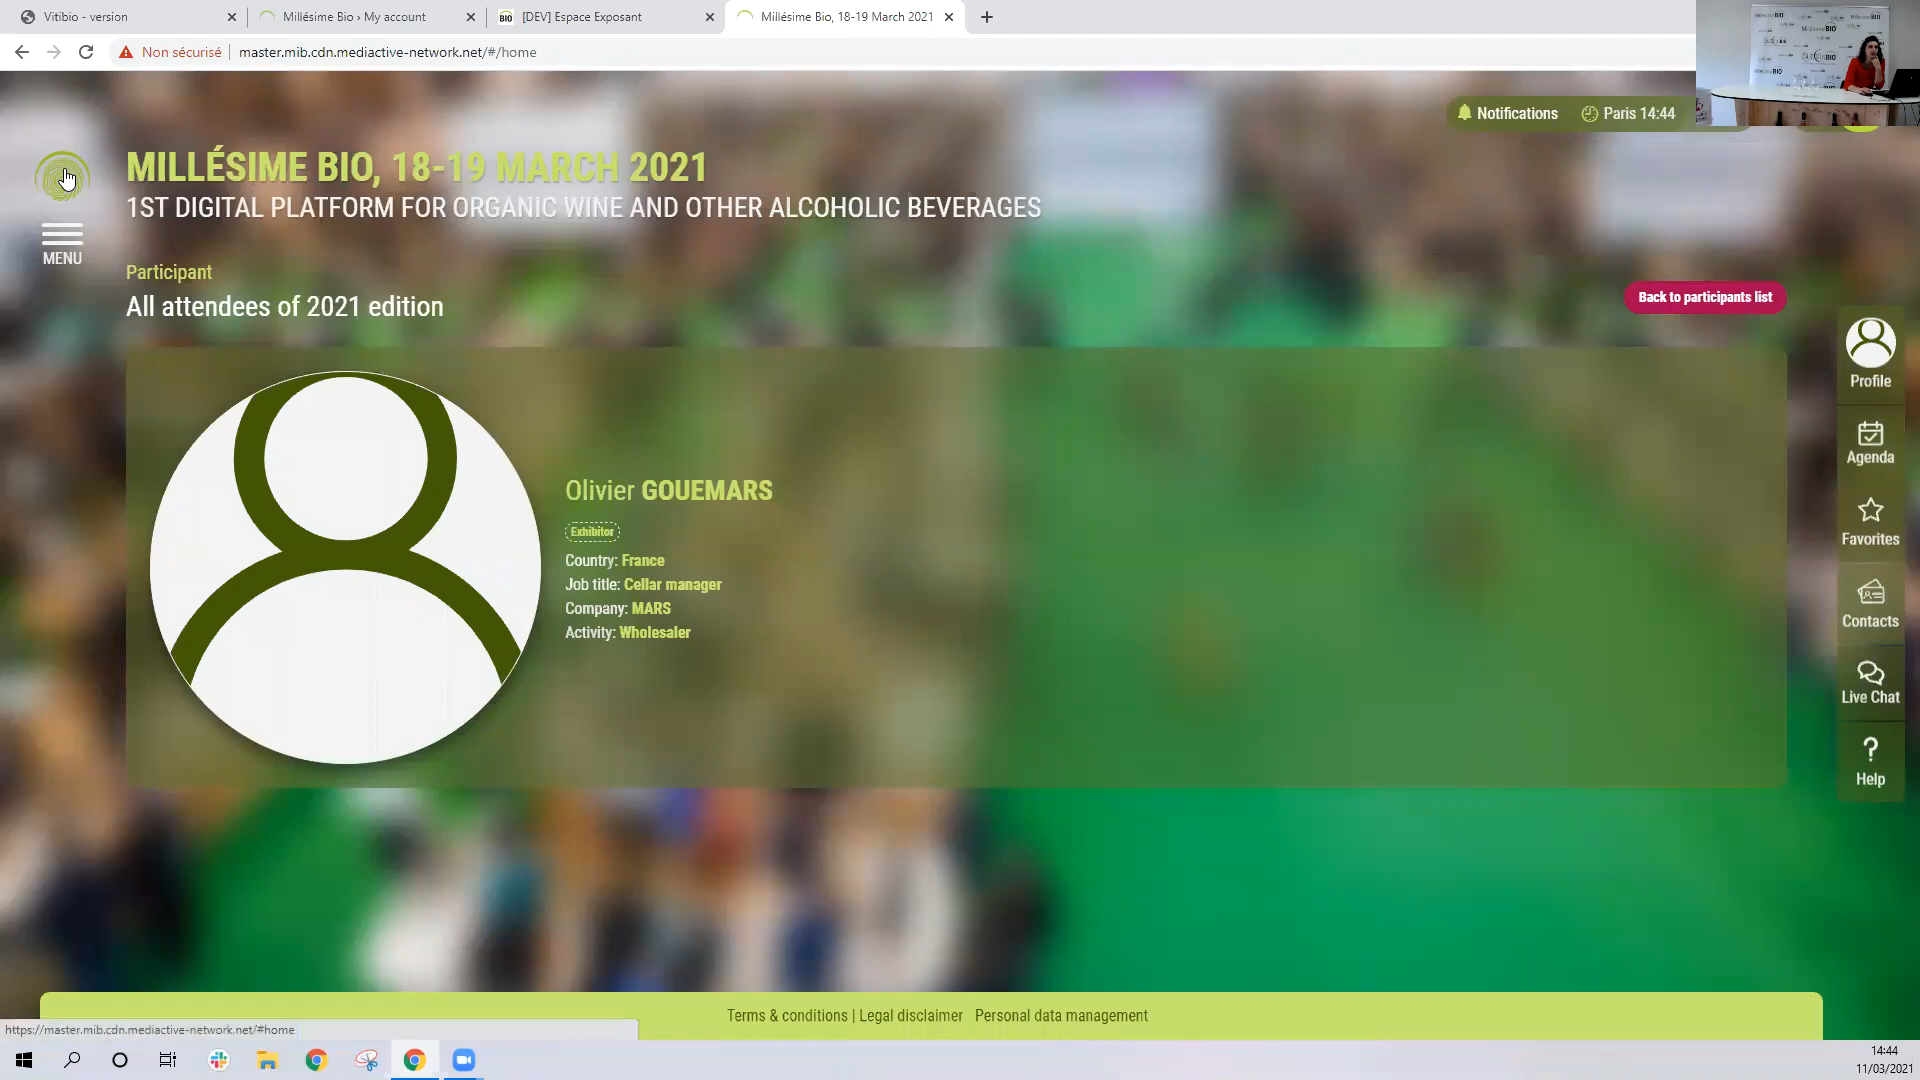 Vitibio - version
Millésime Bio › My account
BIO [DEV] Espace Exposant
Millésime Bio, 18-19 March 2021
Non sécurisé
master.mib.cdn.mediactive-network.net/#/home
Notifications
Paris 14:44
MILLÉSIME BIO, 18-19 MARCH 2021
1ST DIGITAL PLATFORM FOR ORGANIC WINE AND OTHER ALCOHOLIC BEVERAGES
MENU
Participant
All attendees of 2021 edition
Back to participants list
Olivier GOUEMARS
Exhibitor
Country: France
Job title: Cellar manager
Company: MARS
Activity: Wholesaler
Profile
Agenda
Favorites
Contacts
Live Chat
Help
Terms & conditions | Legal disclaimer Personal data management
https://master.mib.cdn.mediactive-network.net/#home
14:44
11/03/2021